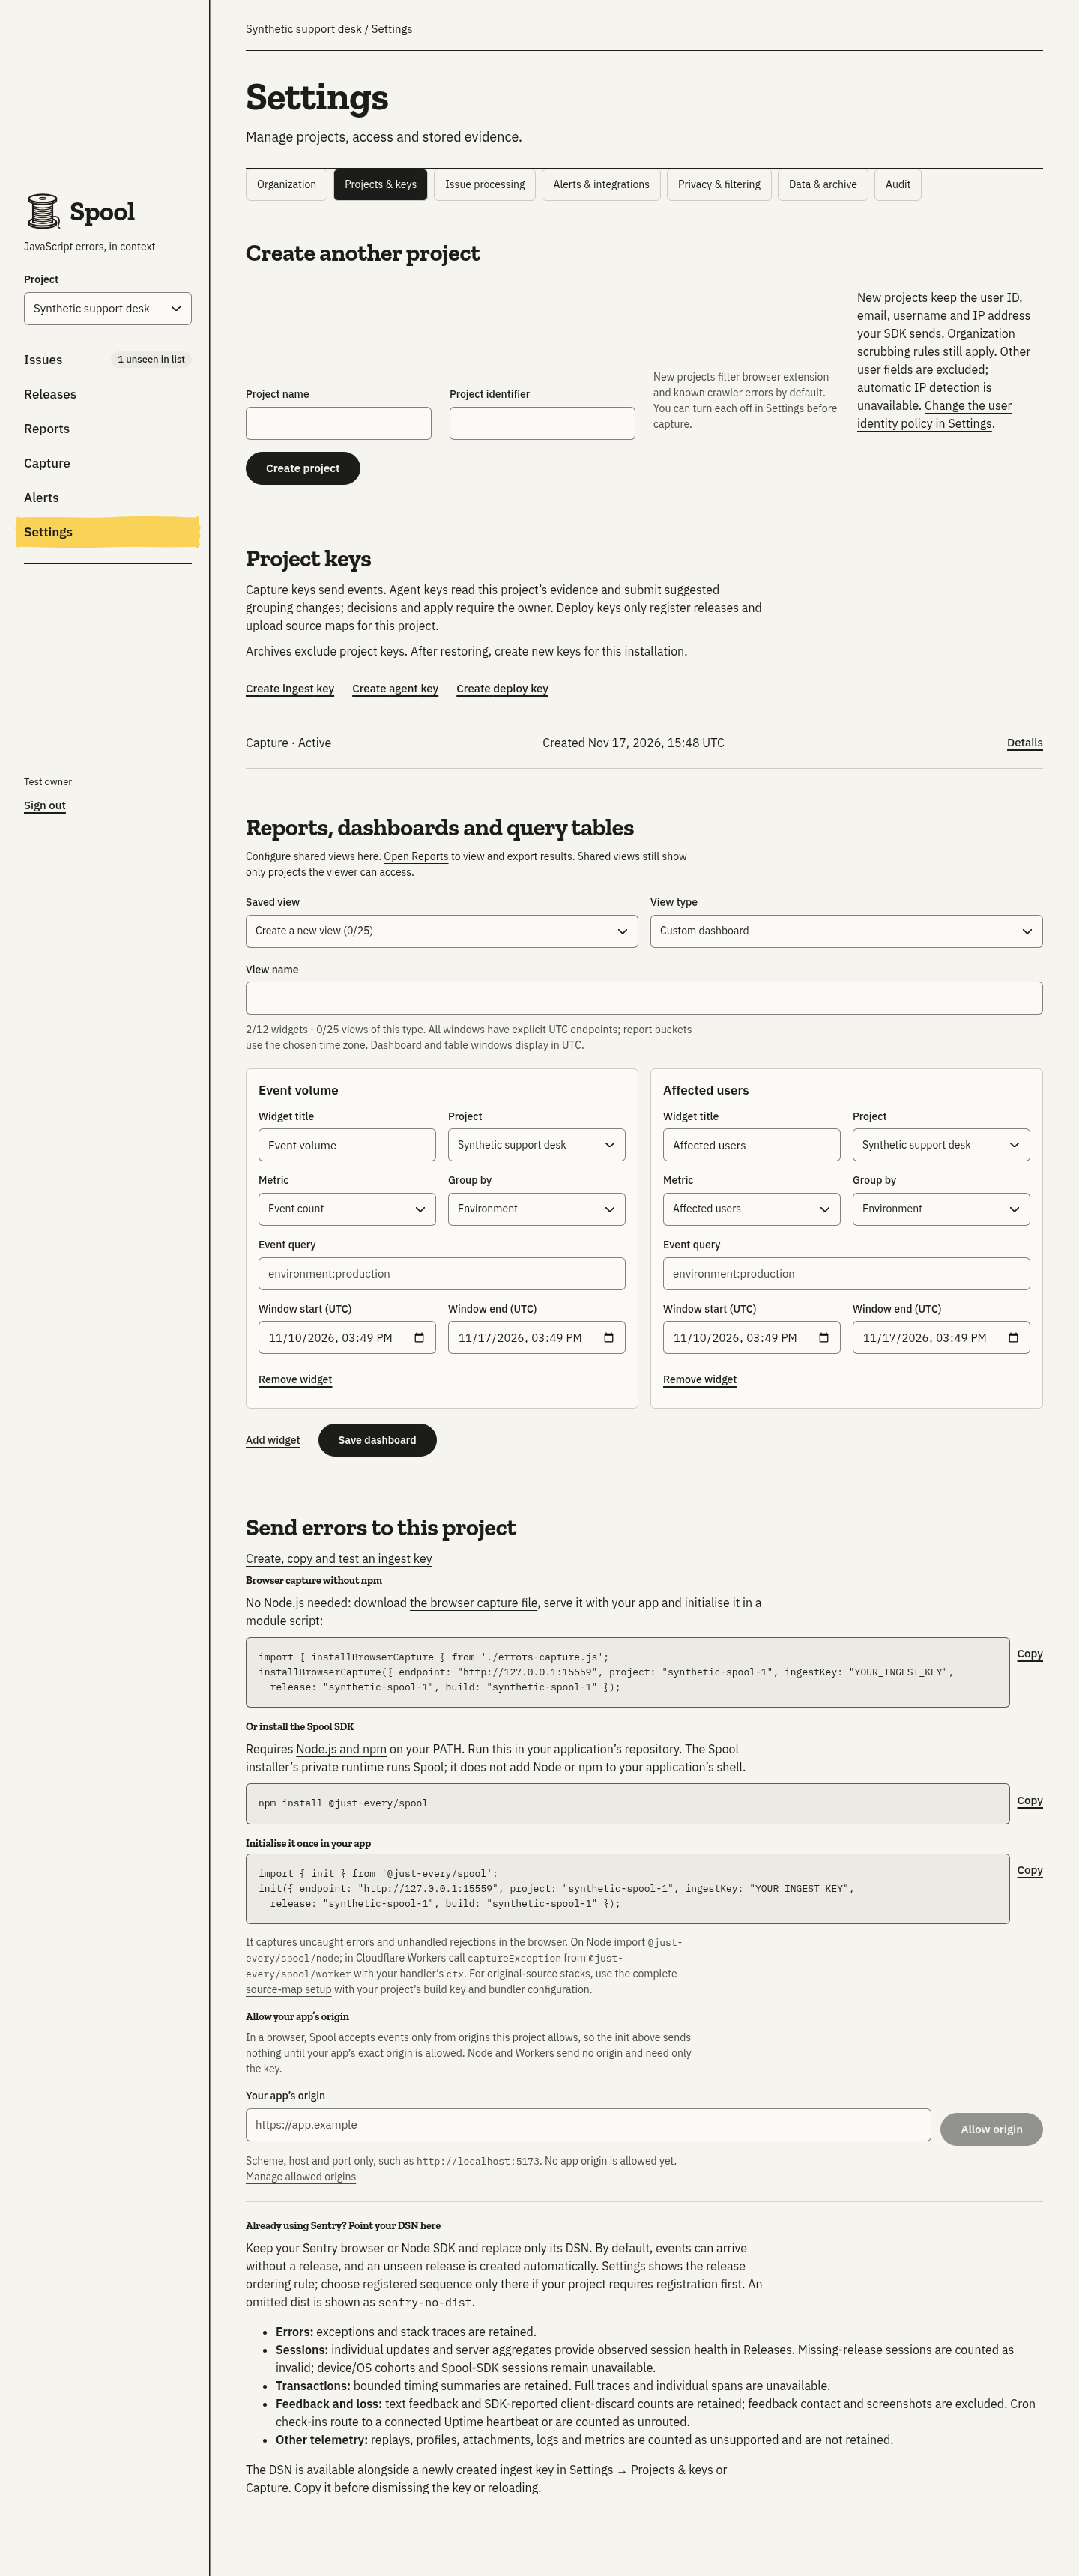 Synthetic support desk / Settings
Settings
Manage projects, access and stored evidence.
Organization
Projects & keys
Issue processing
Alerts & integrations
Privacy & filtering
Data & archive
Audit
Spool
JavaScript errors, in context
Project
Synthetic support desk
Issues
1 unseen in list
Releases
Reports
Capture
Alerts
Settings
Test owner
Sign out
Create another project
Project name
Project identifier
New projects filter browser extension
and known crawler errors by default.
You can turn each off in Settings before
capture.
New projects keep the user ID,
email, username and IP address
your SDK sends. Organization
scrubbing rules still apply. Other
user fields are excluded;
automatic IP detection is
unavailable. Change the user
identity policy in Settings.
Create project
Project keys
Capture keys send events. Agent keys read this project’s evidence and submit suggested
grouping changes; decisions and apply require the owner. Deploy keys only register releases and
upload source maps for this project.
Archives exclude project keys. After restoring, create new keys for this installation.
Create ingest key
Create agent key
Create deploy key
Capture · Active
Created Nov 17, 2026, 15:48 UTC
Details
Reports, dashboards and query tables
Configure shared views here. Open Reports to view and export results. Shared views still show
only projects the viewer can access.
Saved view
View type
Create a new view (0/25)
Custom dashboard
View name
2/12 widgets · 0/25 views of this type. All windows have explicit UTC endpoints; report buckets
use the chosen time zone. Dashboard and table windows display in UTC.
Event volume
Widget title
Project
Event volume
Synthetic support desk
Metric
Group by
Event count
Environment
Event query
environment:production
Window start (UTC)
Window end (UTC)
11/10/2026, 03:49 PM
11/17/2026, 03:49 PM
Remove widget
Affected users
Widget title
Project
Affected users
Synthetic support desk
Metric
Group by
Affected users
Environment
Event query
environment:production
Window start (UTC)
Window end (UTC)
11/10/2026, 03:49 PM
11/17/2026, 03:49 PM
Remove widget
Add widget
Save dashboard
Send errors to this project
Create, copy and test an ingest key
Browser capture without npm
No Node.js needed: download the browser capture file, serve it with your app and initialise it in a
module script:
import { installBrowserCapture } from './errors-capture.js';
installBrowserCapture({ endpoint: "http://127.0.0.1:15559", project: "synthetic-spool-1", ingestKey: "YOUR_INGEST_KEY",
  release: "synthetic-spool-1", build: "synthetic-spool-1" });
Copy
Or install the Spool SDK
Requires Node.js and npm on your PATH. Run this in your application’s repository. The Spool
installer’s private runtime runs Spool; it does not add Node or npm to your application’s shell.
npm install @just-every/spool
Copy
Initialise it once in your app
import { init } from '@just-every/spool';
init({ endpoint: "http://127.0.0.1:15559", project: "synthetic-spool-1", ingestKey: "YOUR_INGEST_KEY",
  release: "synthetic-spool-1", build: "synthetic-spool-1" });
Copy
It captures uncaught errors and unhandled rejections in the browser. On Node import @just-
every/spool/node; in Cloudflare Workers call captureException from @just-
every/spool/worker with your handler’s ctx. For original-source stacks, use the complete
source-map setup with your project’s build key and bundler configuration.
Allow your app’s origin
In a browser, Spool accepts events only from origins this project allows, so the init above sends
nothing until your app’s exact origin is allowed. Node and Workers send no origin and need only
the key.
Your app’s origin
https://app.example
Allow origin
Scheme, host and port only, such as http://localhost:5173. No app origin is allowed yet.
Manage allowed origins
Already using Sentry? Point your DSN here
Keep your Sentry browser or Node SDK and replace only its DSN. By default, events can arrive
without a release, and an unseen release is created automatically. Settings shows the release
ordering rule; choose registered sequence only there if your project requires registration first. An
omitted dist is shown as sentry-no-dist.
• Errors: exceptions and stack traces are retained.
• Sessions: individual updates and server aggregates provide observed session health in Releases. Missing-release sessions are counted as
invalid; device/OS cohorts and Spool-SDK sessions remain unavailable.
• Transactions: bounded timing summaries are retained. Full traces and individual spans are unavailable.
• Feedback and loss: text feedback and SDK-reported client-discard counts are retained; feedback contact and screenshots are excluded. Cron
check-ins route to a connected Uptime heartbeat or are counted as unrouted.
• Other telemetry: replays, profiles, attachments, logs and metrics are counted as unsupported and are not retained.
The DSN is available alongside a newly created ingest key in Settings → Projects & keys or
Capture. Copy it before dismissing the key or reloading.